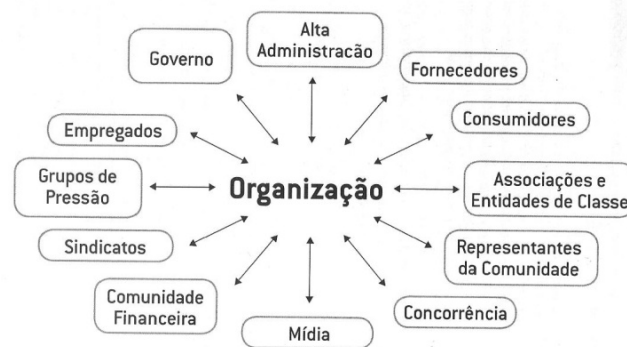 Alta
Administracão
Governo
Fornecedores
Consumidores
Empregados
Grupos de
Pressão
Organização
Associações e
Entidades de Classe
Sindicatos
Representantes
da Comunidade
Comunidade
Financeira
Concorrência
Mídia